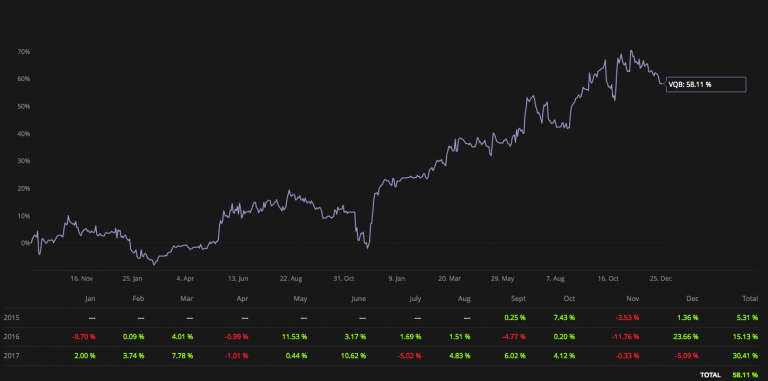 70%
60%
VQB: 58.11 %
50%
40%
30%
20%
10%
0%
16. Nov 25. Jan 4. Apr 13. Jun 22. Aug 31. Oct 9. Jan 20. Mar 29. May 7. Aug 16. Oct 25. Dec
Jan Feb Mar Apr May June July Aug Sept Oct Nov Dec Total
2015 --- --- --- --- --- --- --- --- 0.25 % 7.43 % -3.53 % 1.36 % 5.31 %
2016 -9.70 % 0.09 % 4.01 % -0.99 % 11.53 % 3.17 % 1.69 % 1.51 % -4.77 % 0.20 % -11.76 % 23.66 % 15.13 %
2017 2.00 % 3.74 % 7.78 % -1.01 % 0.44 % 10.62 % -5.02 % 4.83 % 6.02 % 4.12 % -0.33 % -5.09 % 30.41 %
TOTAL 58.11 %